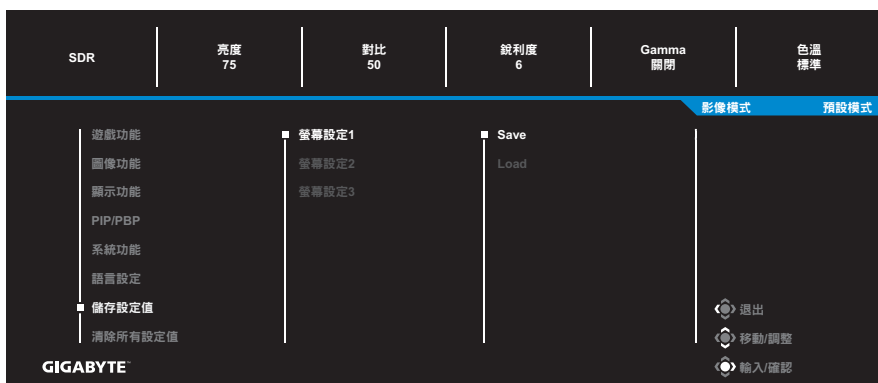 SDR
亮度
75
對比
50
銳利度
6
Gamma
關閉
色溫
標準
影像模式 預設模式
遊戲功能
圖像功能
顯示功能
PIP/PBP
系統功能
語言設定
儲存設定值
清除所有設定值
螢幕設定1
螢幕設定2
螢幕設定3
Save
Load
退出
移動/調整
輸入/確認
GIGABYTE™